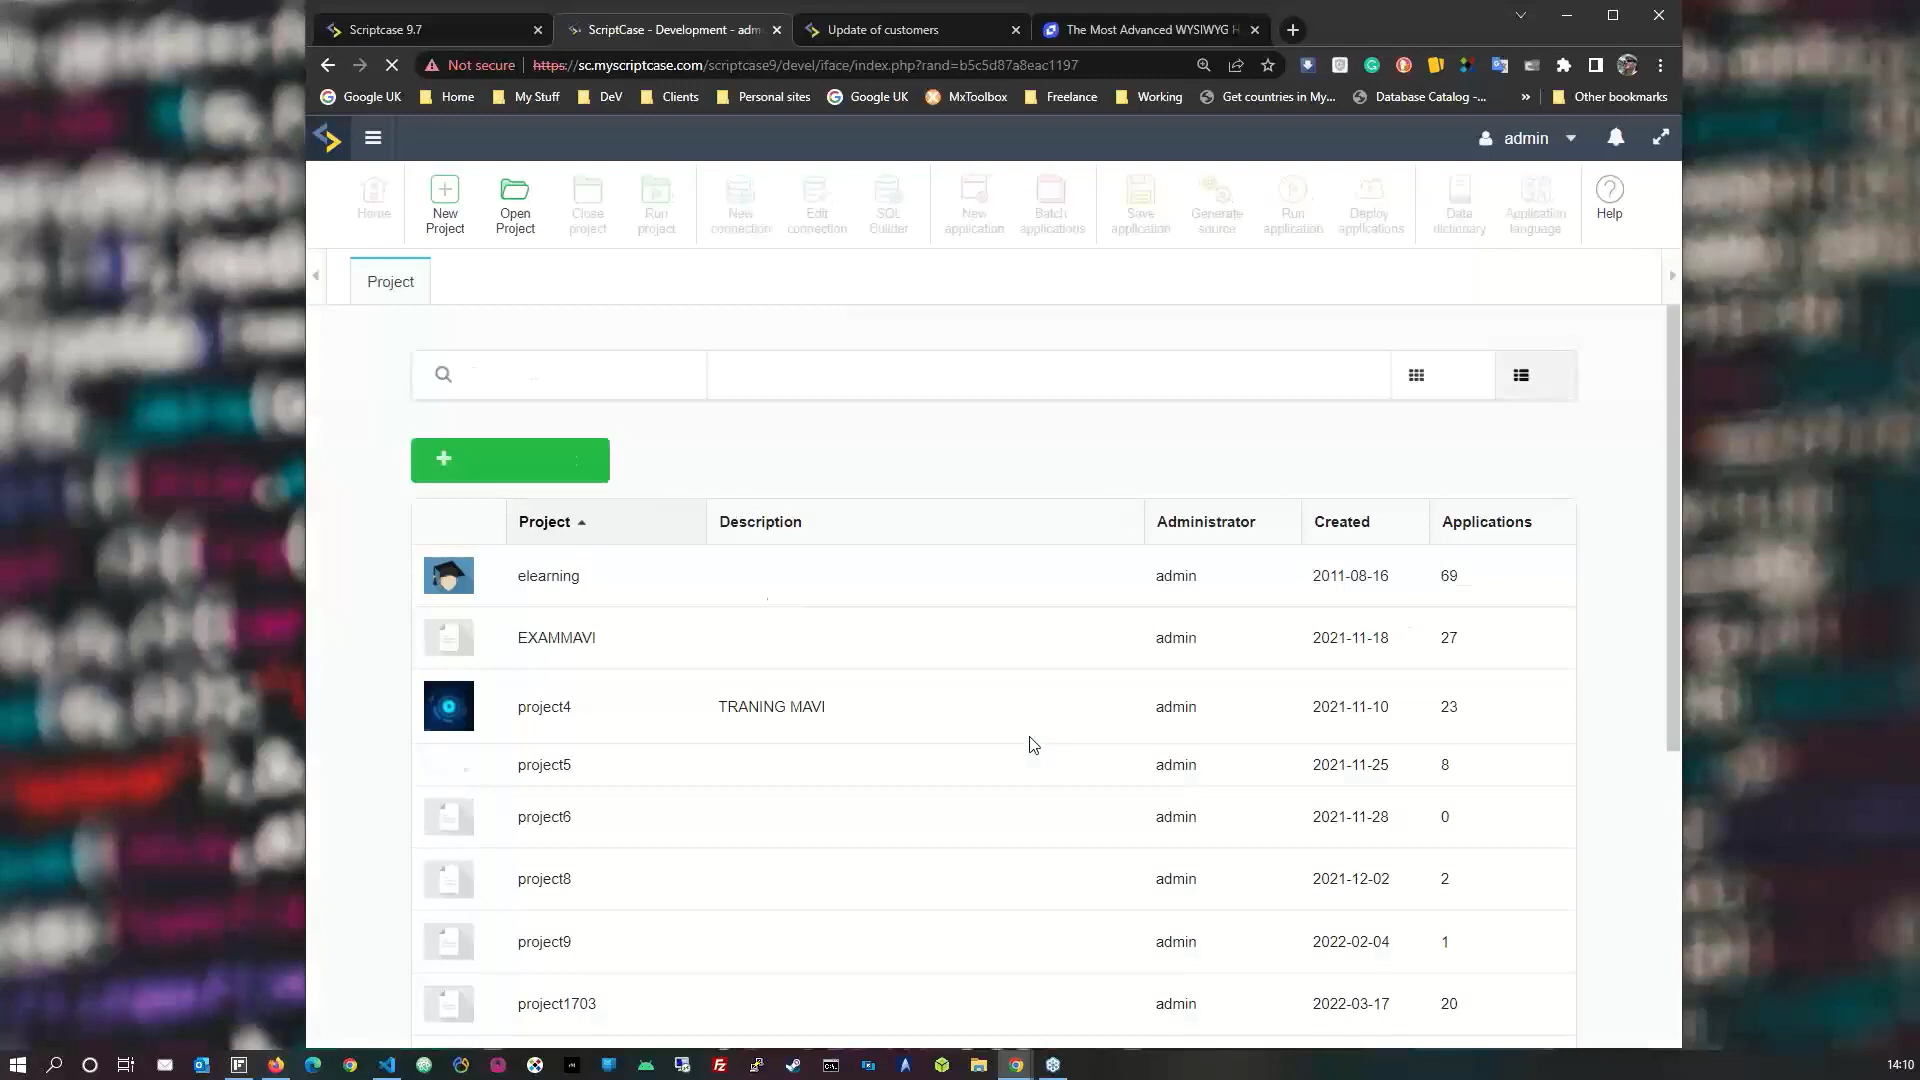 Scriptcase 9.7
ScriptCase - Development - adm
Update of customers
The Most Advanced WYSIWYG H
Not secure
https://sc.myscriptcase.com/scriptcase9/devel/iface/index.php?rand=b5c5d87a8eac1197
Google UK
Home
My Stuff
DeV
Clients
Personal sites
Google UK
MxToolbox
Freelance
Working
Get countries in My...
Database Catalog -...
»
Other bookmarks
admin
Home
New Project
Open Project
Close project
Run project
New connection
Edit connection
SQL Builder
New application
Batch applications
Save application
Generate source
Run application
Deploy applications
Data dictionary
Application language
Help
Project
Project Description Administrator Created Applications
elearning admin 2011-08-16 69
EXAMMAVI admin 2021-11-18 27
project4 TRANING MAVI admin 2021-11-10 23
project5 admin 2021-11-25 8
project6 admin 2021-11-28 0
project8 admin 2021-12-02 2
project9 admin 2022-02-04 1
project1703 admin 2022-03-17 20
14:10